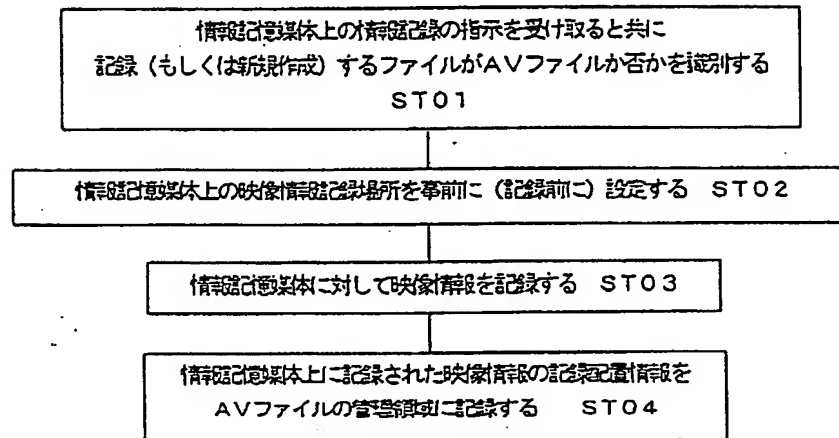 情報記憶媒体上の情報記録の指示を受け取ると共に
記録（もしくは新規作成）するファイルがAVファイルか否かを識別する
ST01
情報記憶媒体上の映像情報記録場所を事前に（記録前に）設定する ST02
情報記憶媒体に対して映像情報を記録する ST03
情報記憶媒体上に記録された映像情報の記録配置情報を
AVファイルの管理領域に記録する ST04